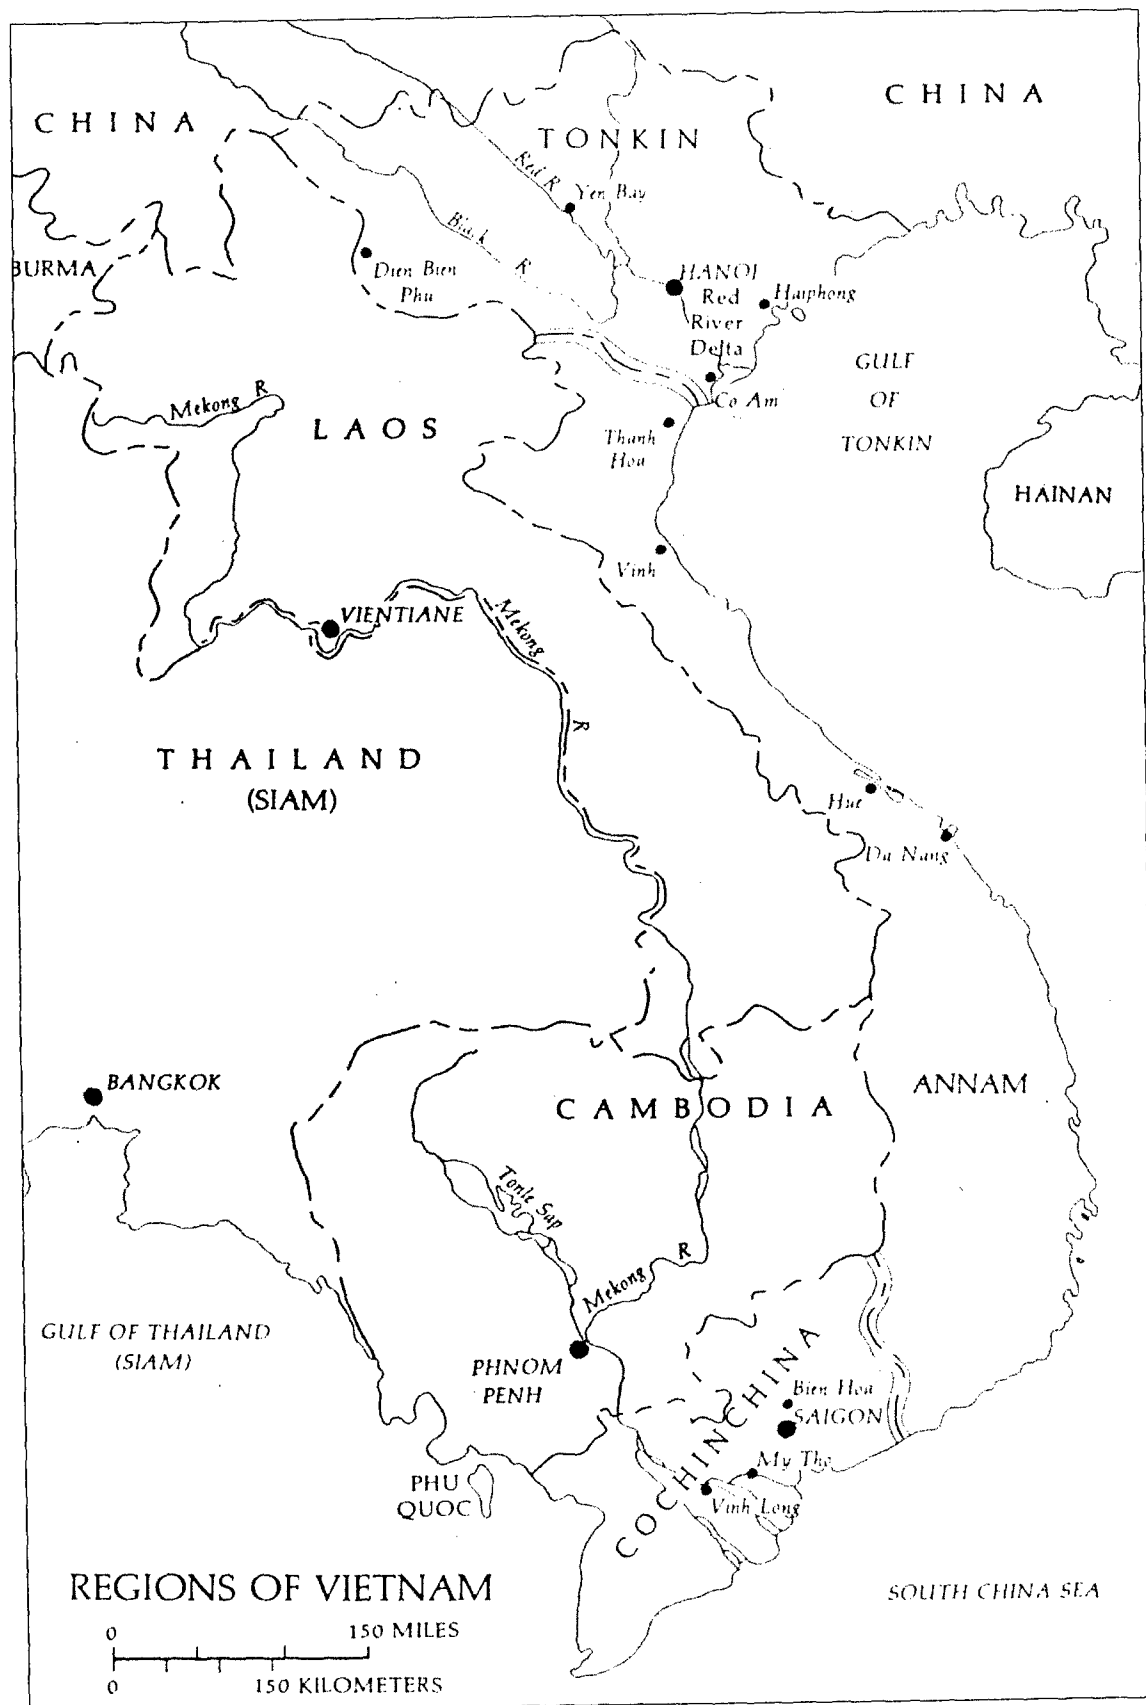 CHINA
CHINA
TONKIN
Red R.
Yen Bay
Black R
BURMA
Dien Bien
Phu
HANOI
Red
River
Delta
Haiphong
GULF
OF
TONKIN
Mekong R
LAOS
Co Am
Thanh
Hoa
HAINAN
Vinh
VIENTIANE
Mekong R
THAILAND
(SIAM)
Hue
Da Nang
BANGKOK
ANNAM
CAMBODIA
Tonle Sap
Mekong R
GULF OF THAILAND
(SIAM)
PHNOM
PENH
COCHINCHINA
Bien Hoa
SAIGON
My Tho
Vinh Long
PHU
QUOC
REGIONS OF VIETNAM
SOUTH CHINA SEA
0 150 MILES
0 150 KILOMETERS